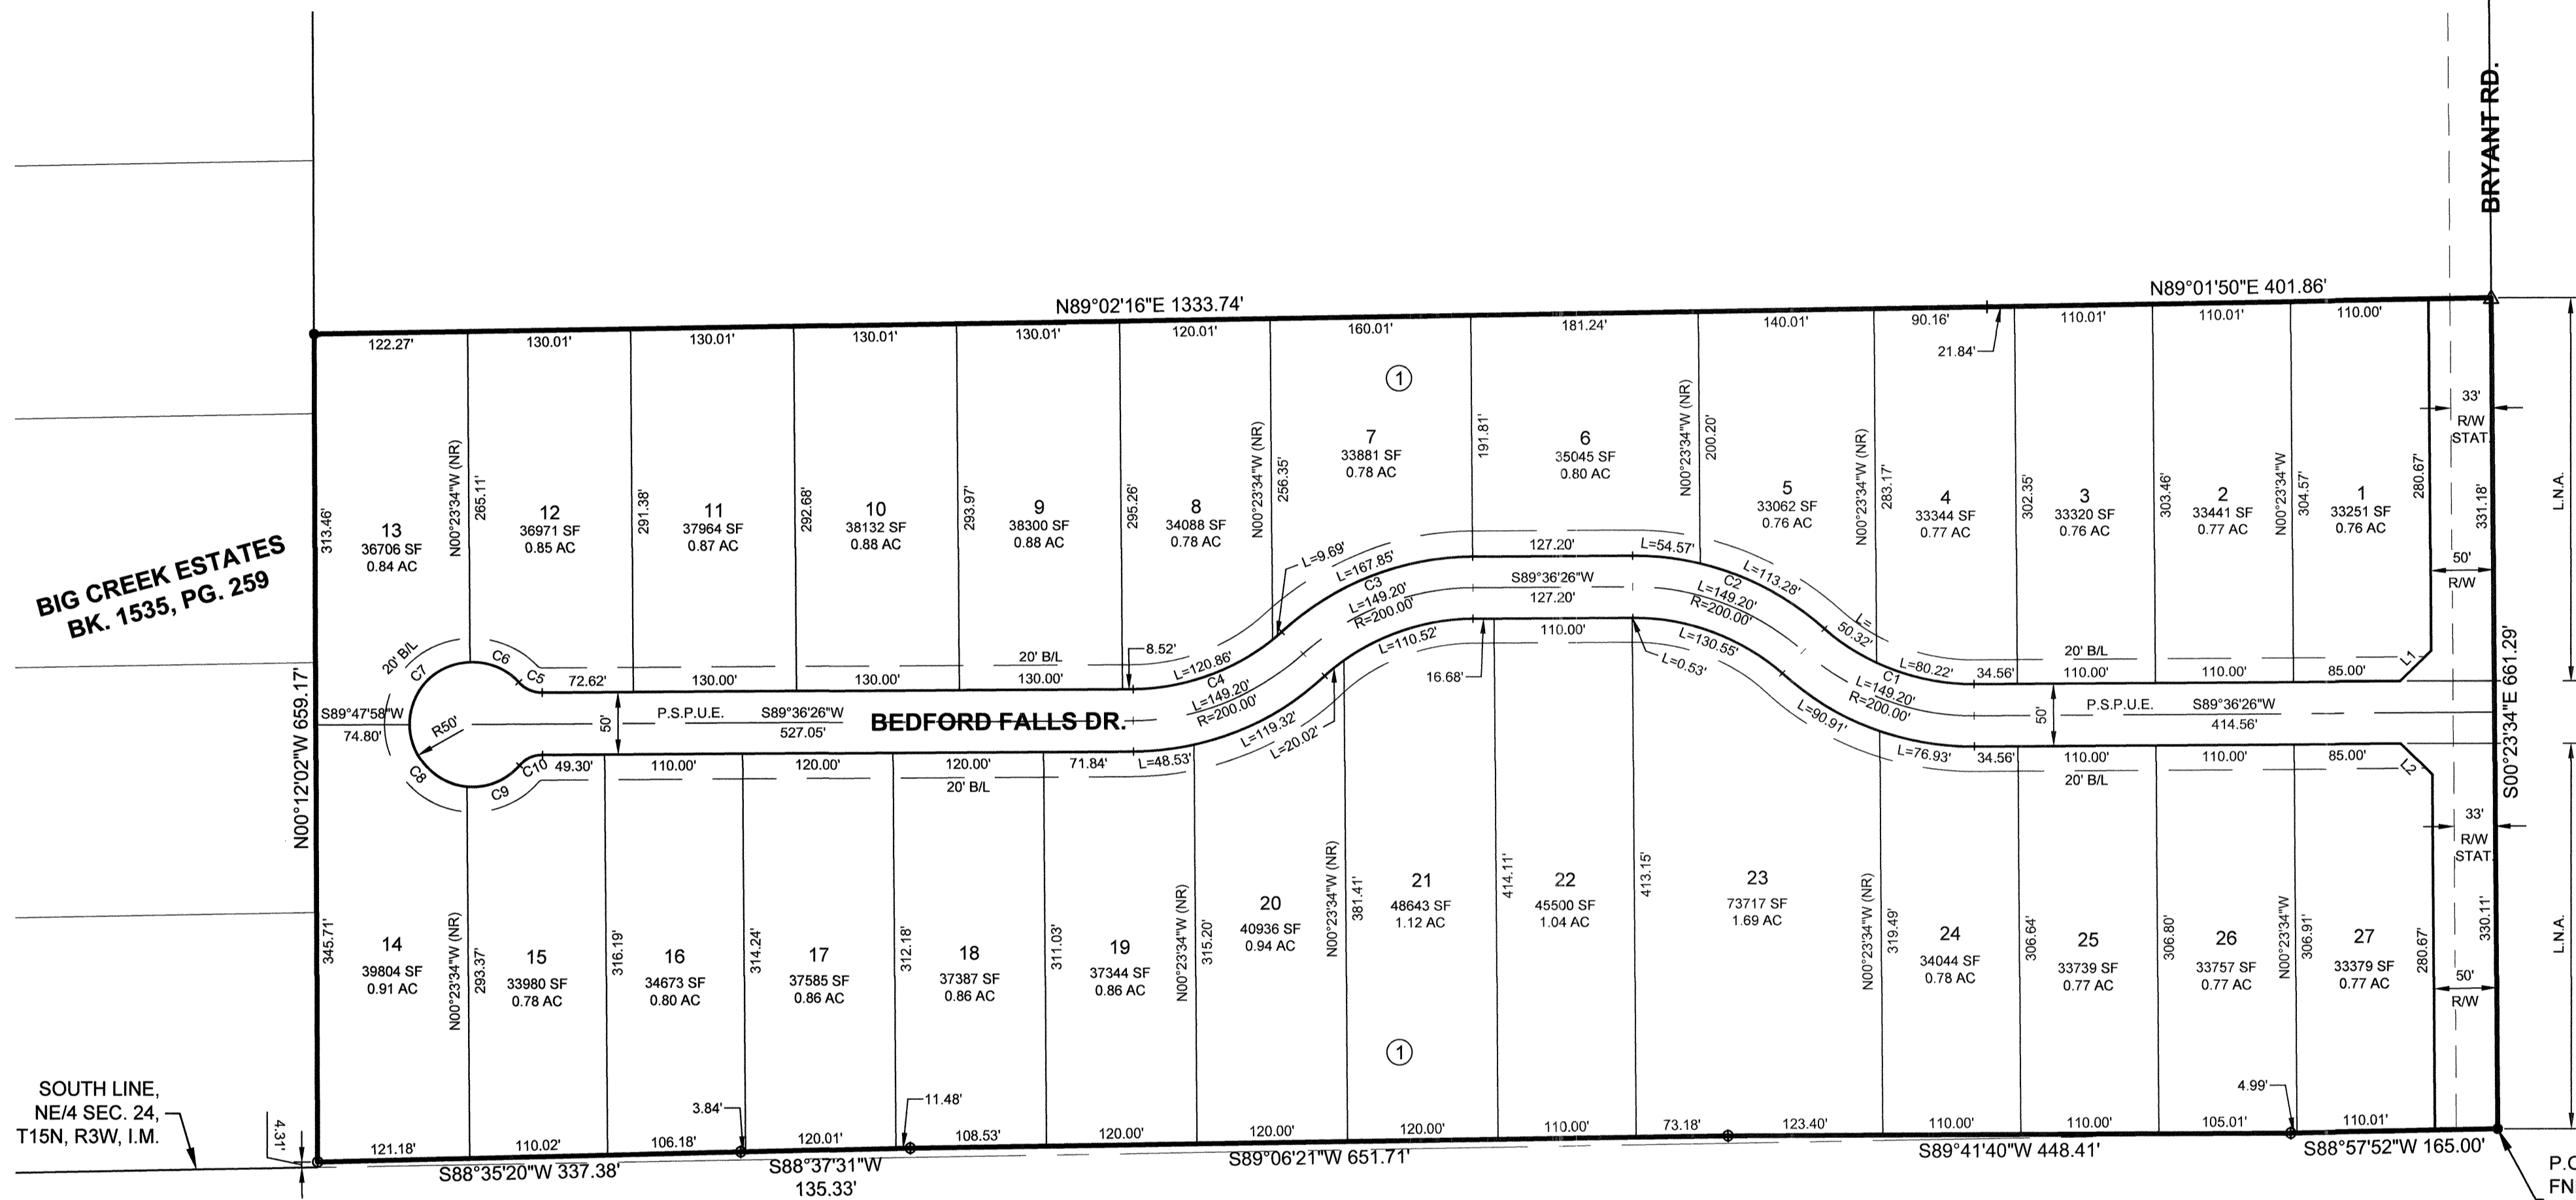 BRYANT RD.
N89°02'16"E 1333.74'
N89°01'50"E 401.86'
122.27'
130.01'
130.01'
130.01'
130.01'
120.01'
160.01'
181.24'
140.01'
90.16'
21.84'
110.01'
110.01'
110.00'
1
33'
R/W
STAT.
L.N.A.
313.46'
13
36706 SF
0.84 AC
N00°23'34"W (NR)
265.11'
12
36971 SF
0.85 AC
291.38'
11
37964 SF
0.87 AC
292.68'
10
38132 SF
0.88 AC
293.97'
9
38300 SF
0.88 AC
295.26'
8
34088 SF
0.78 AC
N00°23'34"W (NR)
256.35'
7
33881 SF
0.78 AC
191.81'
6
35045 SF
0.80 AC
N00°23'34"W (NR)
200.20'
5
33062 SF
0.76 AC
N00°23'34"W (NR)
283.17'
4
33344 SF
0.77 AC
302.35'
3
33320 SF
0.76 AC
303.46'
2
33441 SF
0.77 AC
N00°23'34"W
304.57'
1
33251 SF
0.76 AC
280.67'
331.18'
50'
R/W
BIG CREEK ESTATES
BK. 1535, PG. 259
N00°12'02"W 659.17'
S00°23'34"E 661.29'
20' B/L
C7
C6
C5
72.62'
130.00'
130.00'
20' B/L
130.00'
8.52'
L=120.86'
L=9.69'
L=167.85'
127.20'
L=54.57'
L=113.28'
L=
50.32'
L=80.22'
34.56'
20' B/L
110.00'
110.00'
85.00'
L1
S89°47'58"W
74.80'
R50'
50'
P.S.P.U.E.
S89°36'26"W
527.05'
BEDFORD FALLS DR.
C4
L=149.20'
R=200.00'
C3
L=149.20'
R=200.00'
S89°36'26"W
127.20'
C2
L=149.20'
R=200.00'
C1
L=149.20'
R=200.00'
50'
P.S.P.U.E.
S89°36'26"W
414.56'
C8
C9
C10
49.30'
110.00'
120.00'
120.00'
20' B/L
71.84'
L=48.53'
L=119.32'
L=20.02'
L=110.52'
16.68'
110.00'
L=0.53'
L=130.55'
L=90.91'
L=76.93'
34.56'
110.00'
20' B/L
110.00'
85.00'
L2
33'
R/W
STAT.
L.N.A.
345.71'
14
39804 SF
0.91 AC
N00°23'34"W (NR)
293.37'
15
33980 SF
0.78 AC
316.19'
16
34673 SF
0.80 AC
314.24'
17
37585 SF
0.86 AC
312.18'
18
37387 SF
0.86 AC
311.03'
19
37344 SF
0.86 AC
N00°23'34"W (NR)
315.20'
20
40936 SF
0.94 AC
N00°23'34"W (NR)
381.41'
21
48643 SF
1.12 AC
414.11'
22
45500 SF
1.04 AC
413.15'
23
73717 SF
1.69 AC
N00°23'34"W (NR)
319.49'
24
34044 SF
0.78 AC
306.64'
25
33739 SF
0.77 AC
306.80'
26
33757 SF
0.77 AC
N00°23'34"W
306.91'
27
33379 SF
0.77 AC
280.67'
330.11'
50'
R/W
1
SOUTH LINE,
NE/4 SEC. 24,
T15N, R3W, I.M.
4.31'
121.18'
110.02'
106.18'
3.84'
120.01'
11.48'
108.53'
120.00'
120.00'
120.00'
110.00'
73.18'
123.40'
110.00'
110.00'
105.01'
4.99'
110.01'
S88°35'20"W 337.38'
S88°37'31"W
135.33'
S89°06'21"W 651.71'
S89°41'40"W 448.41'
S88°57'52"W 165.00'